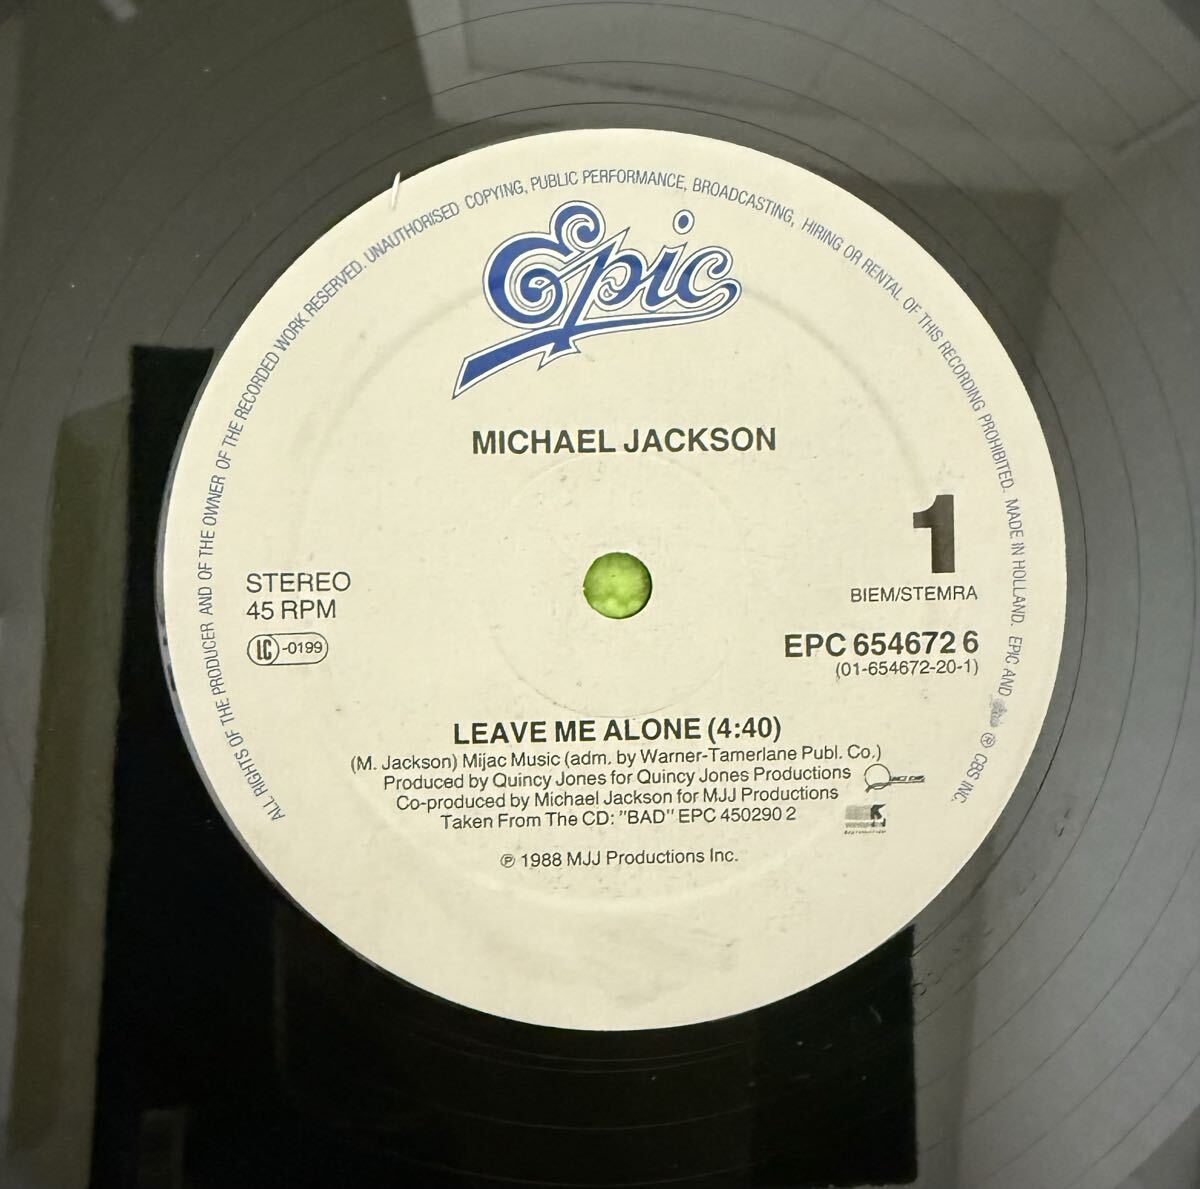 ALL RIGHTS OF THE PRODUCER AND OF THE OWNER OF THE RECORDED WORK RESERVED. UNAUTHORISED COPYING, PUBLIC PERFORMANCE, BROADCASTING, HIRING OR RENTAL OF THIS RECORDING PROHIBITED. MADE IN HOLLAND. EPIC AND ® CBS INC.
Epic
MICHAEL JACKSON
1
BIEM/STEMRA
STEREO
45 RPM
LC-0199
EPC 654672 6
(01-654672-20-1)
LEAVE ME ALONE (4:40)
(M. Jackson) Mijac Music (adm. by Warner-Tamerlane Publ. Co.)
Produced by Quincy Jones for Quincy Jones Productions
Co-produced by Michael Jackson for MJJ Productions
Taken From The CD: "BAD" EPC 450290 2
℗ 1988 MJJ Productions Inc.